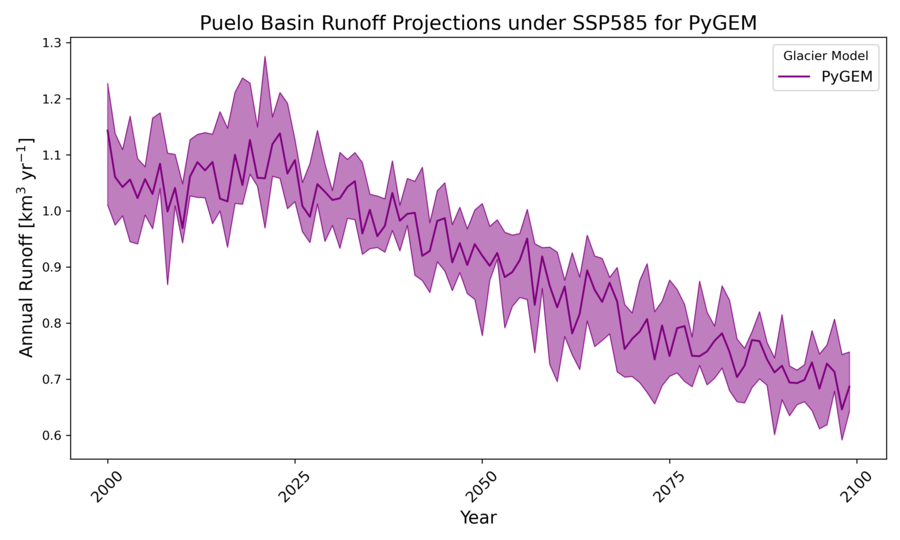 Puelo Basin Runoff Projections under SSP585 for PyGEM
Glacier Model
PyGEM
Annual Runoff [km³ yr⁻¹]
1.3
1.2
1.1
1.0
0.9
0.8
0.7
0.6
2000
2025
2050
2075
2100
Year